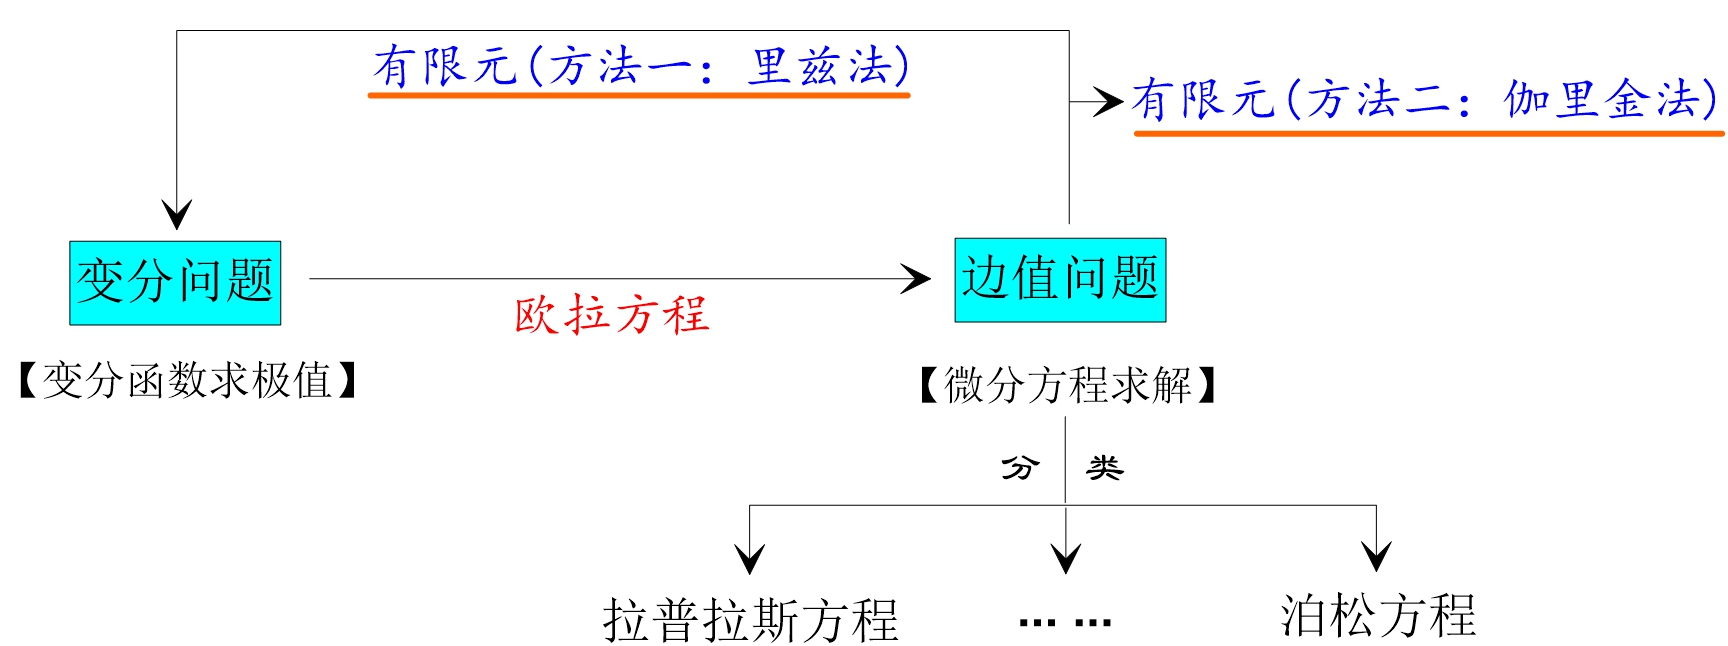 有限元(方法一：里兹法)
有限元(方法二：伽里金法)
变分问题
边值问题
欧拉方程
【变分函数求极值】
【微分方程求解】
分 类
拉普拉斯方程
... ...
泊松方程